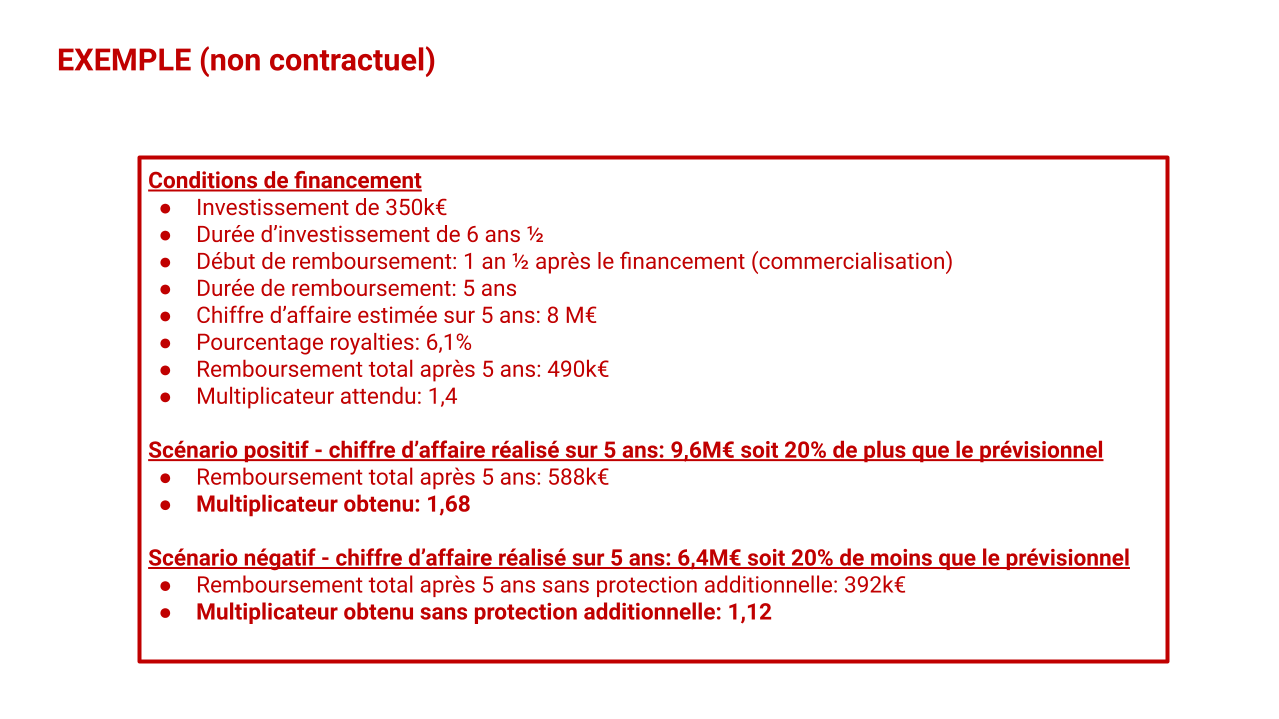 EXEMPLE (non contractuel)
Conditions de financement
● Investissement de 350k€
● Durée d’investissement de 6 ans ½
● Début de remboursement: 1 an ½ après le financement (commercialisation)
● Durée de remboursement: 5 ans
● Chiffre d’affaire estimée sur 5 ans: 8 M€
● Pourcentage royalties: 6,1%
● Remboursement total après 5 ans: 490k€
● Multiplicateur attendu: 1,4
Scénario positif - chiffre d’affaire réalisé sur 5 ans: 9,6M€ soit 20% de plus que le prévisionnel
● Remboursement total après 5 ans: 588k€
● Multiplicateur obtenu: 1,68
Scénario négatif - chiffre d’affaire réalisé sur 5 ans: 6,4M€ soit 20% de moins que le prévisionnel
● Remboursement total après 5 ans sans protection additionnelle: 392k€
● Multiplicateur obtenu sans protection additionnelle: 1,12